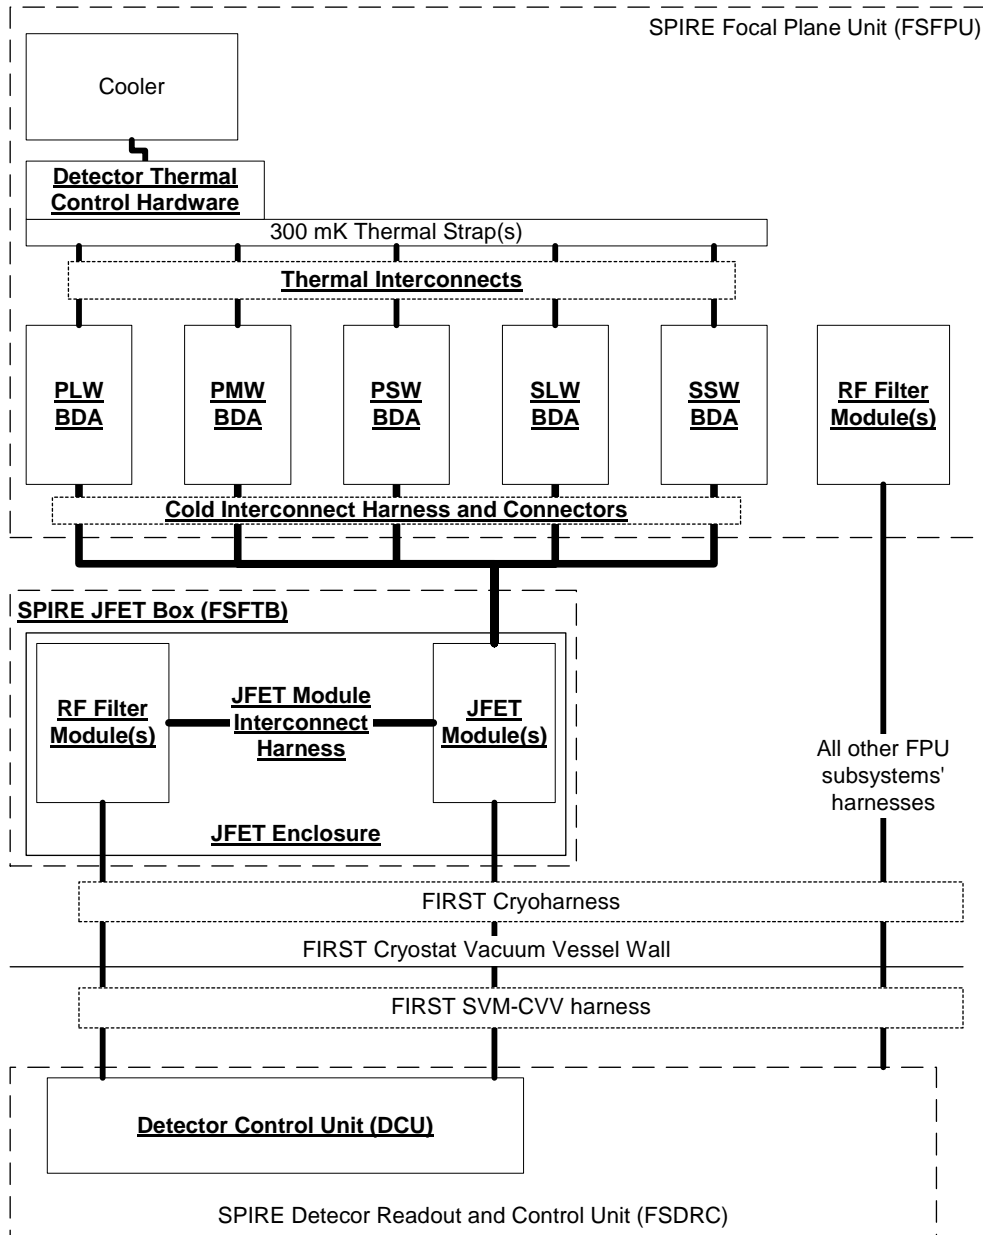 SPIRE Focal Plane Unit (FSFPU)
Cooler
Detector Thermal
Control Hardware
300 mK Thermal Strap(s)
Thermal Interconnects
PLW
BDA
PMW
BDA
PSW
BDA
SLW
BDA
SSW
BDA
RF Filter
Module(s)
Cold Interconnect Harness and Connectors
SPIRE JFET Box (FSFTB)
RF Filter
Module(s)
JFET Module
Interconnect
Harness
JFET
Module(s)
JFET Enclosure
All other FPU
subsystems'
harnesses
FIRST Cryoharness
FIRST Cryostat Vacuum Vessel Wall
FIRST SVM-CVV harness
Detector Control Unit (DCU)
SPIRE Detecor Readout and Control Unit (FSDRC)